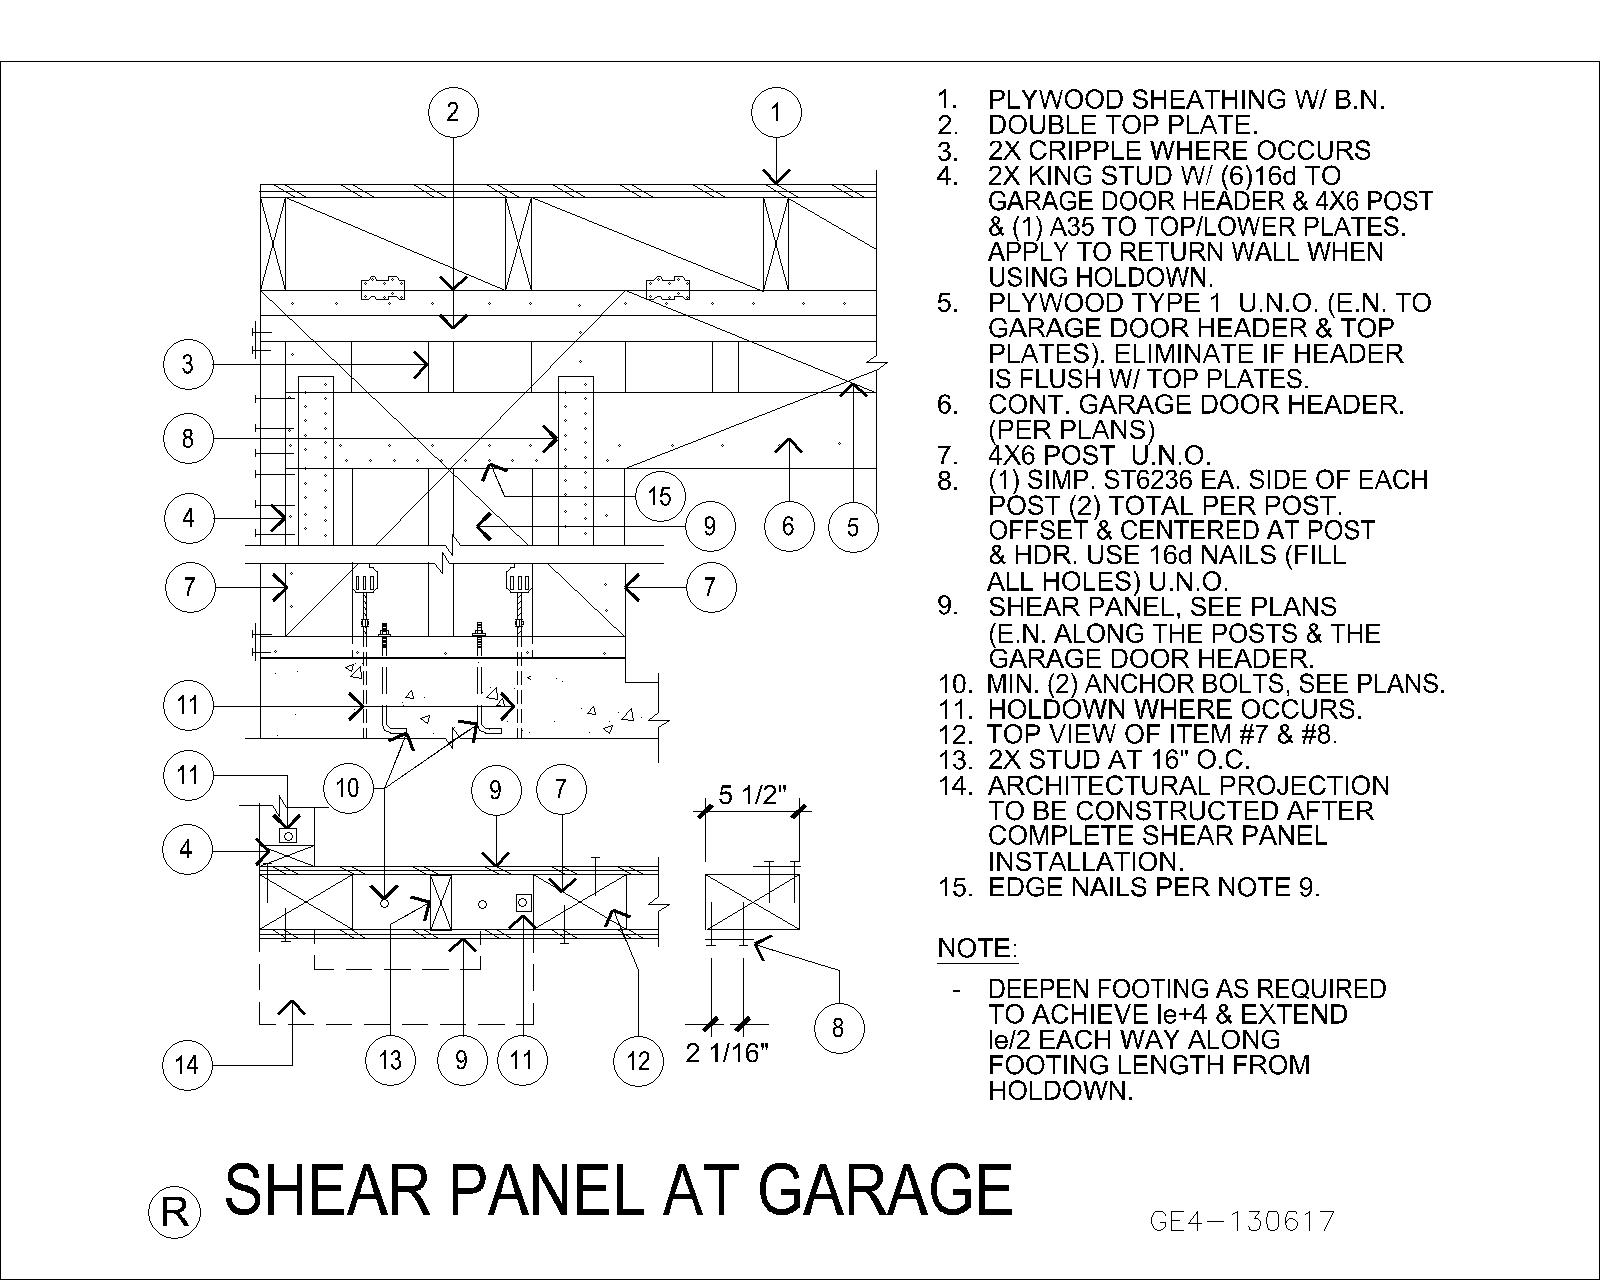 2
1
3
8
4
15
9
6
5
7
7
11
11
10
9
7
5 1/2"
4
8
14
13
9
11
12
2 1/16"
1. PLYWOOD SHEATHING W/ B.N.
2. DOUBLE TOP PLATE.
3. 2X CRIPPLE WHERE OCCURS
4. 2X KING STUD W/ (6)16d TO
GARAGE DOOR HEADER & 4X6 POST
& (1) A35 TO TOP/LOWER PLATES.
APPLY TO RETURN WALL WHEN
USING HOLDOWN.
5. PLYWOOD TYPE 1 U.N.O. (E.N. TO
GARAGE DOOR HEADER & TOP
PLATES). ELIMINATE IF HEADER
IS FLUSH W/ TOP PLATES.
6. CONT. GARAGE DOOR HEADER.
(PER PLANS)
7. 4X6 POST U.N.O.
8. (1) SIMP. ST6236 EA. SIDE OF EACH
POST (2) TOTAL PER POST.
OFFSET & CENTERED AT POST
& HDR. USE 16d NAILS (FILL
ALL HOLES) U.N.O.
9. SHEAR PANEL, SEE PLANS
(E.N. ALONG THE POSTS & THE
GARAGE DOOR HEADER.
10. MIN. (2) ANCHOR BOLTS, SEE PLANS.
11. HOLDOWN WHERE OCCURS.
12. TOP VIEW OF ITEM #7 & #8.
13. 2X STUD AT 16" O.C.
14. ARCHITECTURAL PROJECTION
TO BE CONSTRUCTED AFTER
COMPLETE SHEAR PANEL
INSTALLATION.
15. EDGE NAILS PER NOTE 9.
NOTE:
- DEEPEN FOOTING AS REQUIRED
TO ACHIEVE le+4 & EXTEND
le/2 EACH WAY ALONG
FOOTING LENGTH FROM
HOLDOWN.
R SHEAR PANEL AT GARAGE
GE4-130617